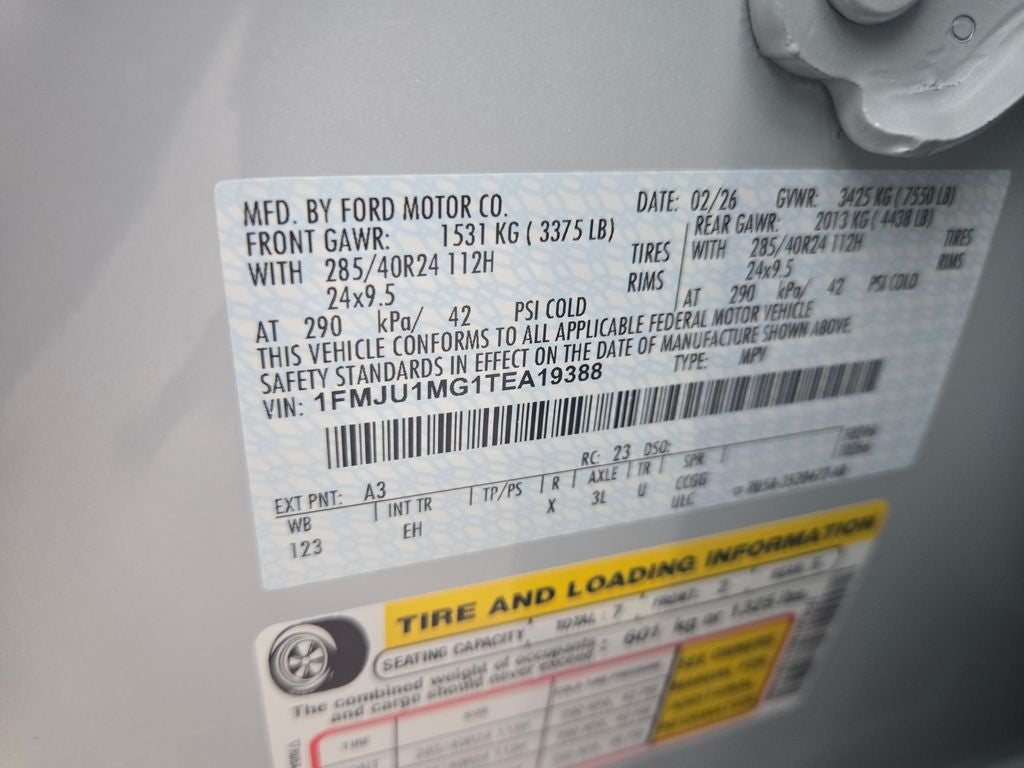 MFD. BY FORD MOTOR CO. DATE: 02/26 GVWR: 3425 KG ( 7550 LB)
FRONT GAWR: 1531 KG ( 3375 LB) REAR GAWR: 2013 KG ( 4438 LB)
WITH 285/40R24 112H TIRES WITH 285/40R24 112H TIRES
24x9.5 RIMS 24x9.5 RIMS
AT 290 kPa/ 42 PSI COLD AT 290 kPa/ 42 PSI COLD
THIS VEHICLE CONFORMS TO ALL APPLICABLE FEDERAL MOTOR VEHICLE
SAFETY STANDARDS IN EFFECT ON THE DATE OF MANUFACTURE SHOWN ABOVE
VIN: 1FMJU1MG1TEA19388 TYPE: MPV
EXT PNT: A3 RC: 23 DSO:
WB INT TR TP/PS R AXLE TR SPR
123 EH X 3L U CCGG
ULC
TIRE AND LOADING INFORMATION
SEATING CAPACITY TOTAL: 7 FRONT: 2
The combined weight of occupants
and cargo should never exceed: 601 kg or 1325 lbs.
TIRE
285/40R24 112H